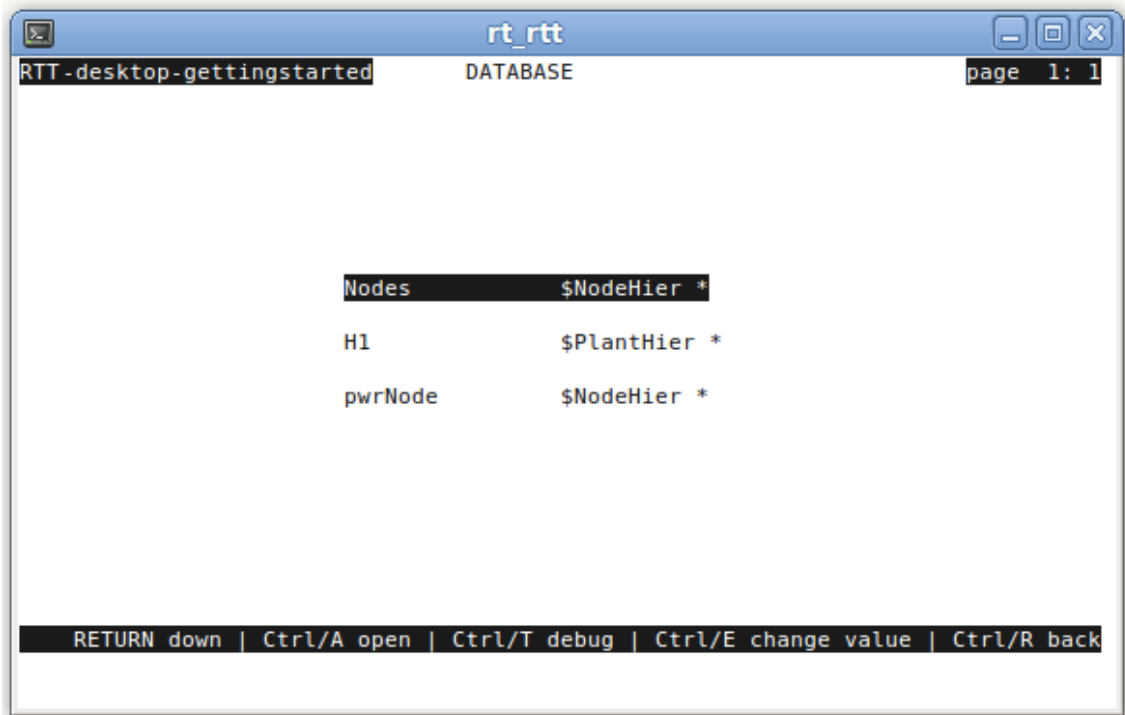 rt_rtt
RTT-desktop-gettingstarted DATABASE page 1: 1
Nodes $NodeHier *
H1 $PlantHier *
pwrNode $NodeHier *
RETURN down | Ctrl/A open | Ctrl/T debug | Ctrl/E change value | Ctrl/R back